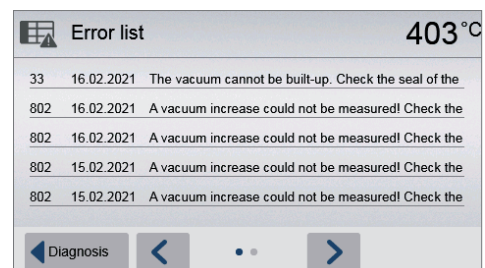 Error list 403 °C
33 16.02.2021 The vacuum cannot be built-up. Check the seal of the
802 16.02.2021 A vacuum increase could not be measured! Check the
802 16.02.2021 A vacuum increase could not be measured! Check the
802 15.02.2021 A vacuum increase could not be measured! Check the
802 15.02.2021 A vacuum increase could not be measured! Check the
Diagnosis